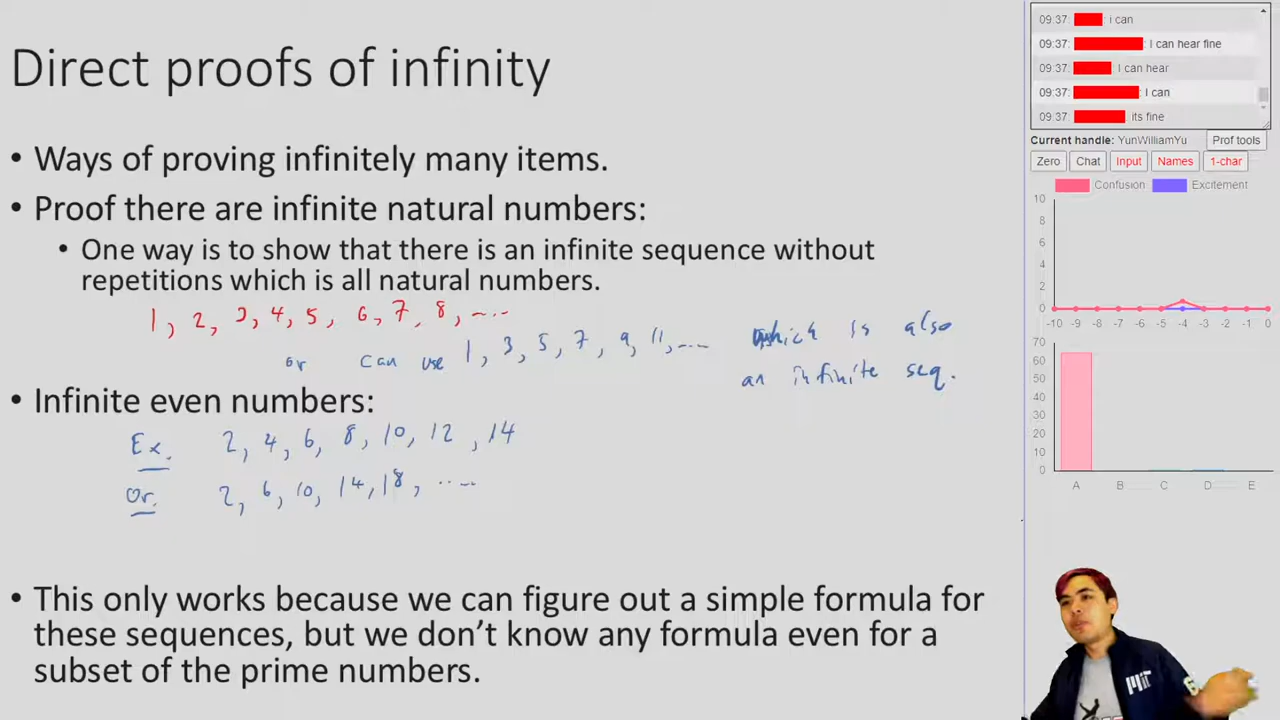 Direct proofs of infinity
• Ways of proving infinitely many items.
• Proof there are infinite natural numbers:
• One way is to show that there is an infinite sequence without
repetitions which is all natural numbers.
1, 2, 3, 4, 5, 6, 7, 8, ....
or can use 1, 3, 5, 7, 9, 11, .... which is also
an infinite seq.
• Infinite even numbers:
Ex. 2, 4, 6, 8, 10, 12, 14
Or. 2, 6, 10, 14, 18, ....
• This only works because we can figure out a simple formula for
these sequences, but we don't know any formula even for a
subset of the prime numbers.
09:37: : i can
09:37: : I can hear fine
09:37: : I can hear
09:37: : I can
09:37: : its fine
Current handle: YunWilliamYu Prof tools
Zero Chat Input Names 1-char
Confusion Excitement
10
8
6
4
2
0
-10 -9 -8 -7 -6 -5 -4 -3 -2 -1 0
70
60
50
40
30
20
10
0
A B C D E
MIT
6